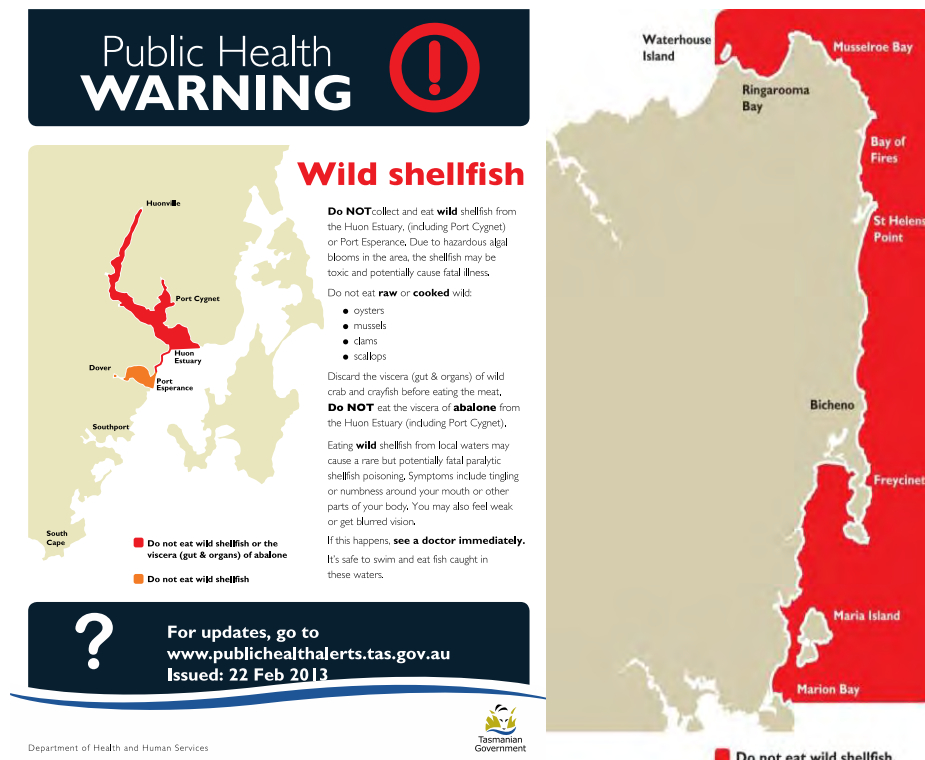 Public Health
WARNING
Wild shellfish
Huonville
Port Cygnet
Huon
Estuary
Dover
Port
Esperance
Southport
South
Cape
Do not eat wild shellfish or the
viscera (gut & organs) of abalone
Do not eat wild shellfish
Do NOT collect and eat wild shellfish from
the Huon Estuary, (including Port Cygnet)
or Port Esperance. Due to hazardous algal
blooms in the area, the shellfish may be
toxic and potentially cause fatal illness.
Do not eat raw or cooked wild:
• oysters
• mussels
• clams
• scallops
Discard the viscera (gut & organs) of wild
crab and crayfish before eating the meat.
Do NOT eat the viscera of abalone from
the Huon Estuary (including Port Cygnet).
Eating wild shellfish from local waters may
cause a rare but potentially fatal paralytic
shellfish poisoning. Symptoms include tingling
or numbness around your mouth or other
parts of your body. You may also feel weak
or get blurred vision.
If this happens, see a doctor immediately.
It's safe to swim and eat fish caught in
these waters.
?
For updates, go to
www.publichealthalerts.tas.gov.au
Issued: 22 Feb 2013
Department of Health and Human Services
Tasmanian
Government
Waterhouse
Island
Musselroe Bay
Ringarooma
Bay
Bay of
Fires
St Helens
Point
Bicheno
Freycinet
Maria Island
Marion Bay
Do not eat wild shellfish